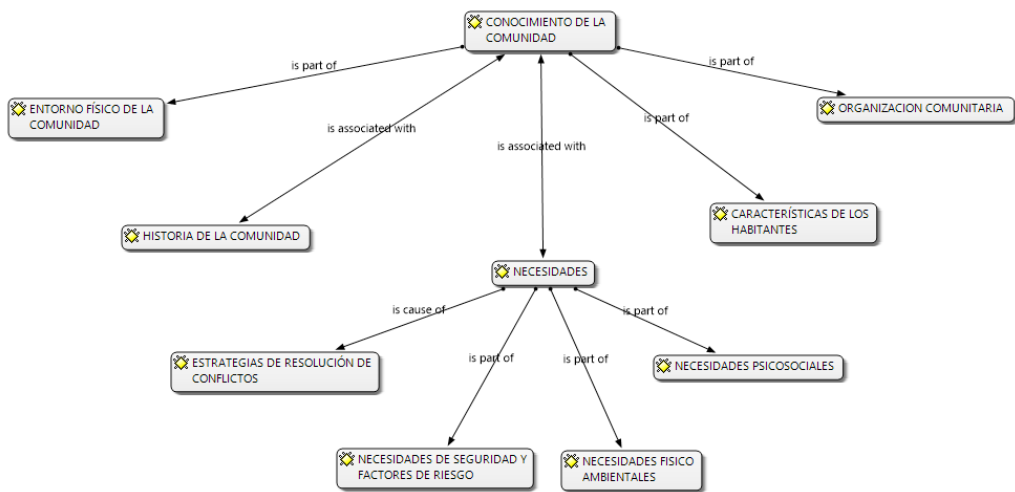 CONOCIMIENTO DE LA
COMUNIDAD
is part of
is part of
ENTORNO FÍSICO DE LA
COMUNIDAD
ORGANIZACION COMUNITARIA
is associated with
is part of
is associated with
CARACTERÍSTICAS DE LOS
HABITANTES
HISTORIA DE LA COMUNIDAD
NECESIDADES
is cause of
is part of
is part of
is part of
ESTRATEGIAS DE RESOLUCIÓN DE
CONFLICTOS
NECESIDADES PSICOSOCIALES
NECESIDADES DE SEGURIDAD Y
FACTORES DE RIESGO
NECESIDADES FISICO
AMBIENTALES